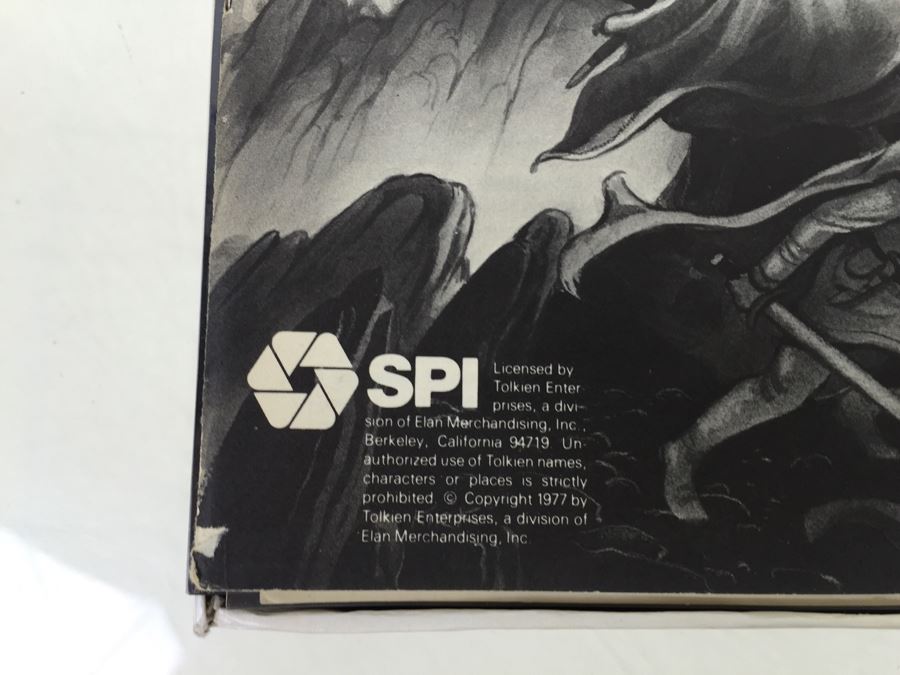 SPI
Licensed by
Tolkien Enter-
prises, a divi-
sion of Elan Merchandising, Inc.,
Berkeley, California 94719 Un-
authorized use of Tolkien names,
characters or places is strictly
prohibited. © Copyright 1977 by
Tolkien Enterprises, a division of
Elan Merchandising, Inc.